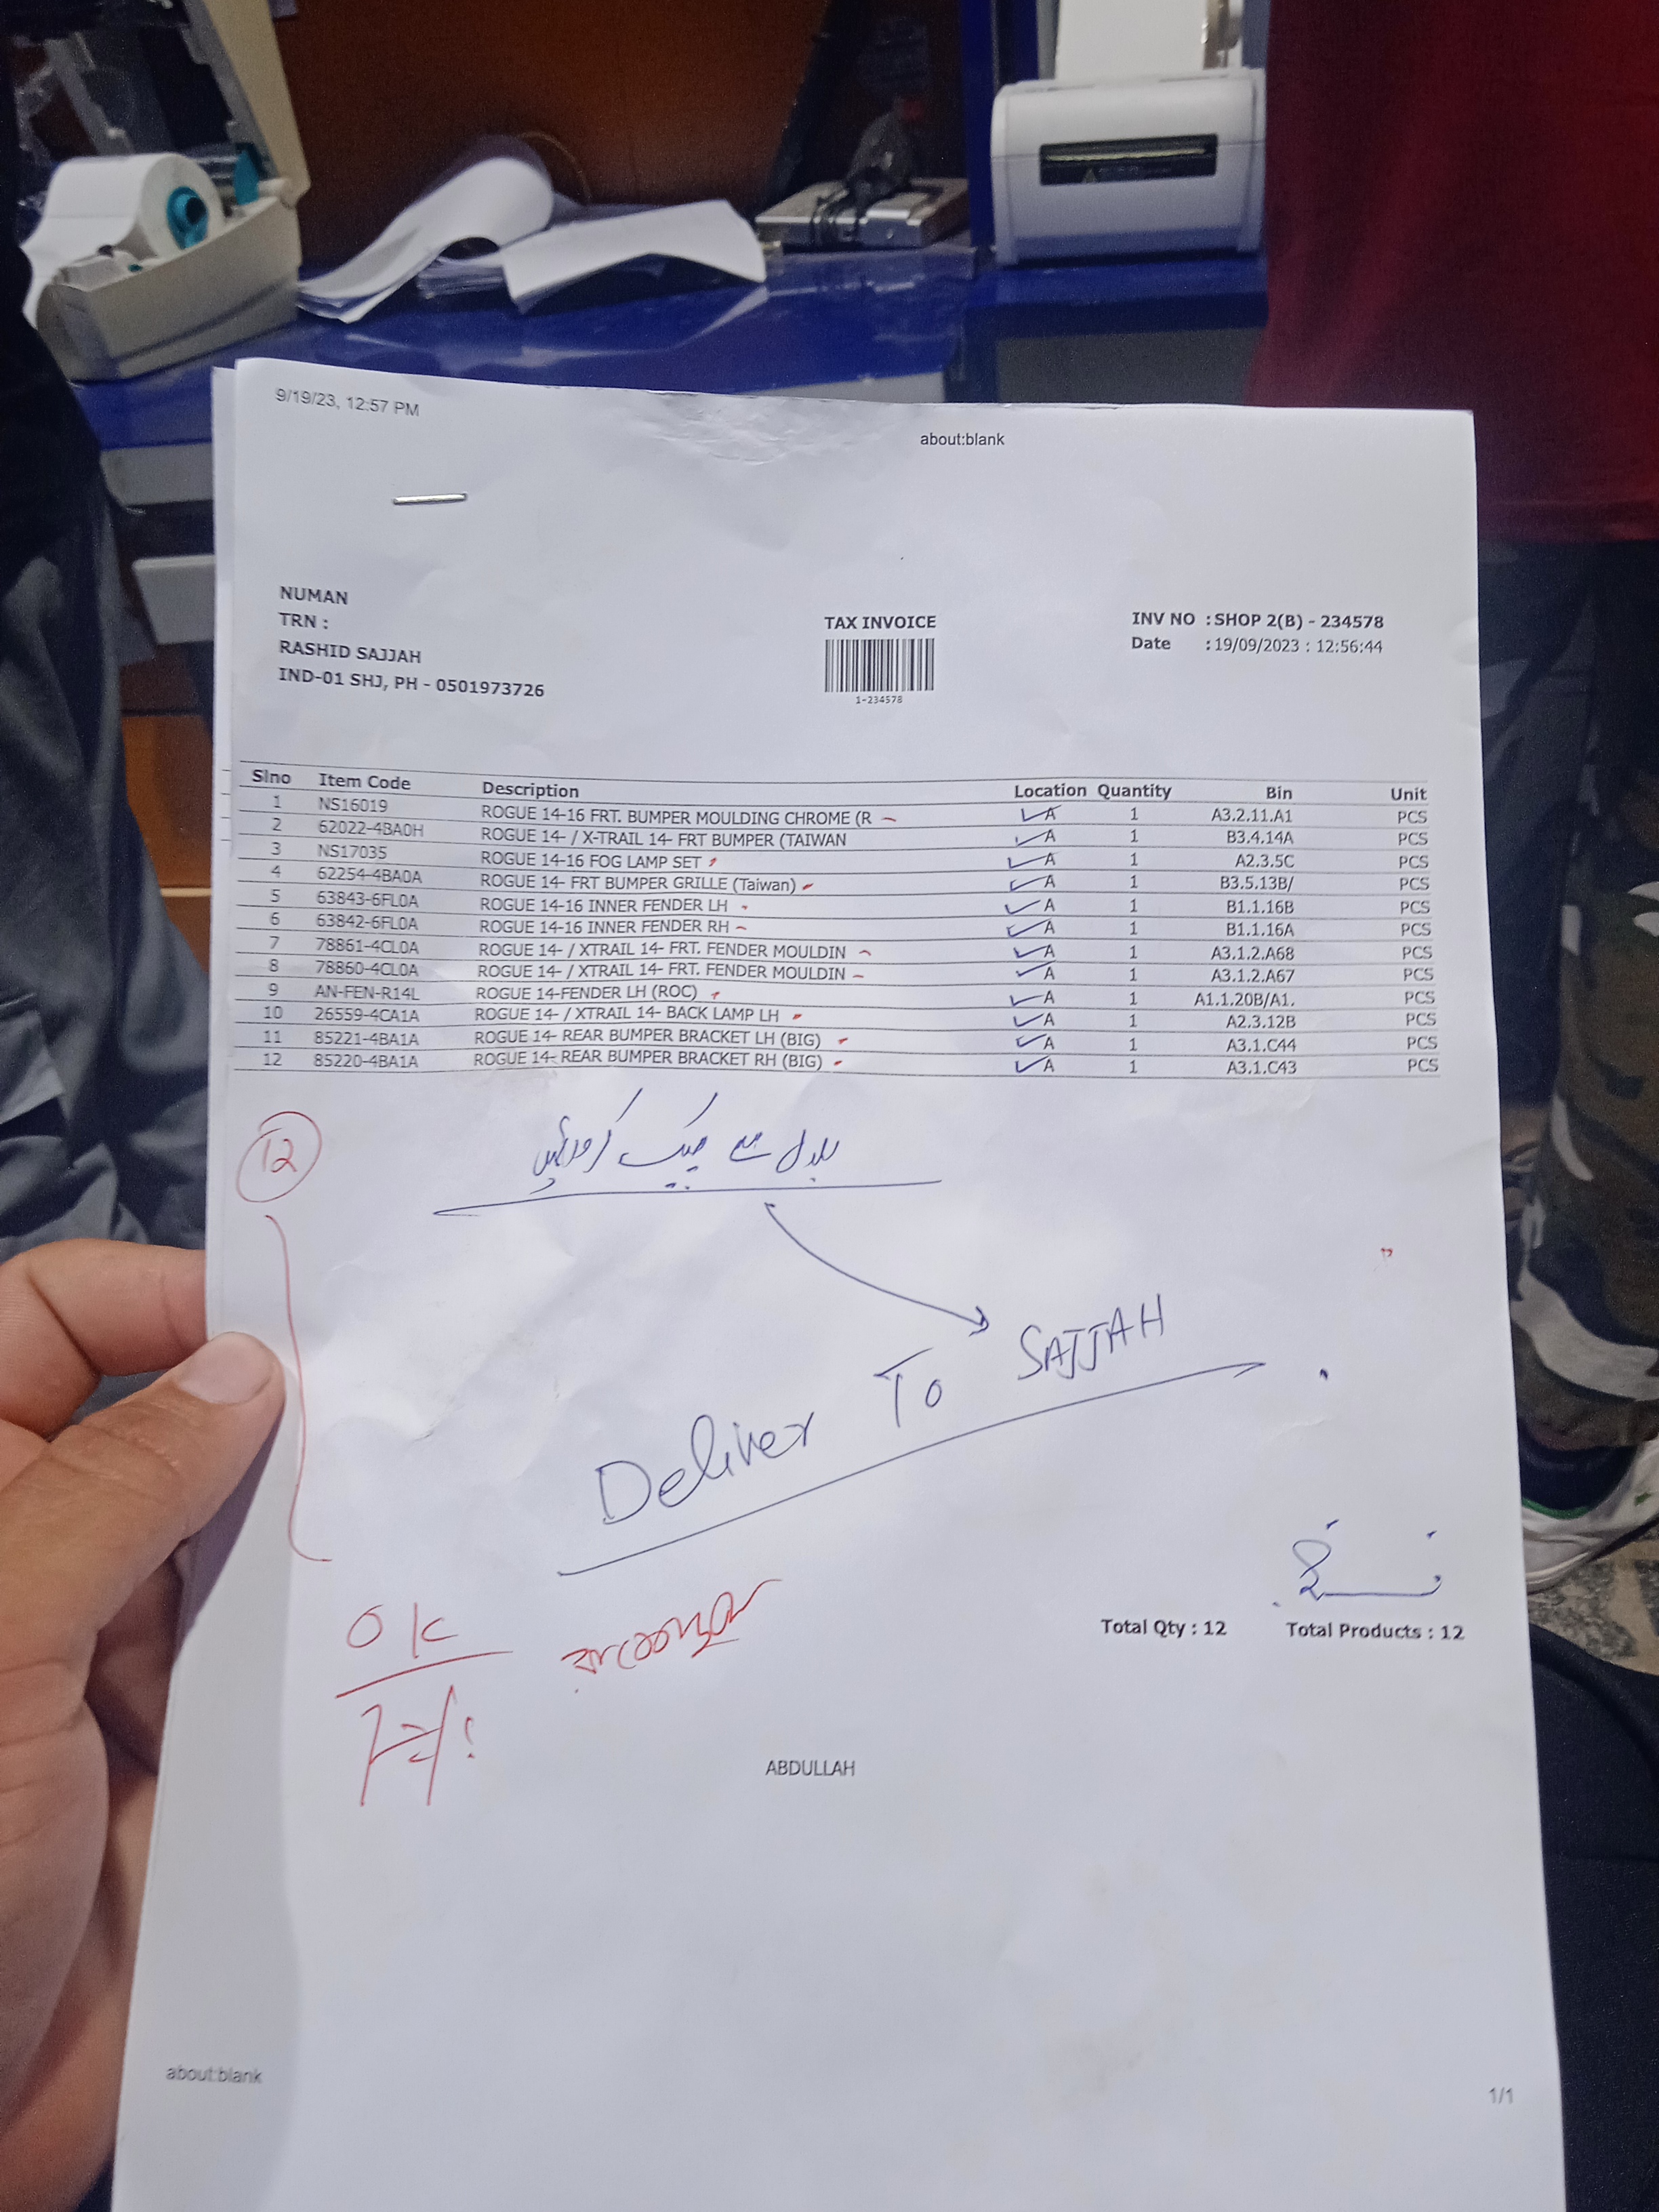 9/19/23, 12:57 PM
about:blank
NUMAN
TRN :
RASHID SAJJAH
IND-01 SHJ, PH - 0501973726
TAX INVOICE
1-234578
INV NO : SHOP 2(B) - 234578
Date : 19/09/2023 : 12:56:44
Slno Item Code Description Location Quantity Bin Unit
1 NS16019 ROGUE 14-16 FRT. BUMPER MOULDING CHROME (R A 1 A3.2.11.A1 PCS
2 62022-4BA0H ROGUE 14- / X-TRAIL 14- FRT BUMPER (TAIWAN A 1 B3.4.14A PCS
3 NS17035 ROGUE 14-16 FOG LAMP SET A 1 A2.3.5C PCS
4 62254-4BA0A ROGUE 14- FRT BUMPER GRILLE (Taiwan) A 1 B3.5.13B/ PCS
5 63843-6FL0A ROGUE 14-16 INNER FENDER LH A 1 B1.1.16B PCS
6 63842-6FL0A ROGUE 14-16 INNER FENDER RH A 1 B1.1.16A PCS
7 78861-4CL0A ROGUE 14- / XTRAIL 14- FRT. FENDER MOULDIN A 1 A3.1.2.A68 PCS
8 78860-4CL0A ROGUE 14- / XTRAIL 14- FRT. FENDER MOULDIN A 1 A3.1.2.A67 PCS
9 AN-FEN-R14L ROGUE 14-FENDER LH (ROC) A 1 A1.1.20B/A1. PCS
10 26559-4CA1A ROGUE 14- / XTRAIL 14- BACK LAMP LH A 1 A2.3.12B PCS
11 85221-4BA1A ROGUE 14- REAR BUMPER BRACKET LH (BIG) A 1 A3.1.C44 PCS
12 85220-4BA1A ROGUE 14- REAR BUMPER BRACKET RH (BIG) A 1 A3.1.C43 PCS
12
سے چیک کروائیں
Deliver To SAJJAH
OK
Total Qty : 12 Total Products : 12
ABDULLAH
about:blank
1/1